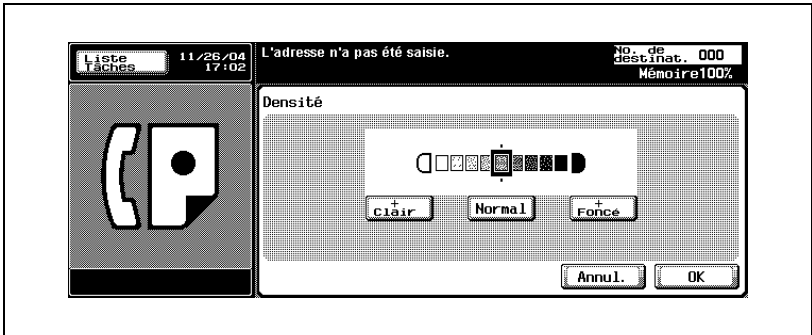 Liste
Tâches
11/26/04
17:02
L'adresse n'a pas été saisie.
No. de
destinat. 000
Mémoire100%
Densité
+
Clair
Normal
+
Foncé
Annul.
OK